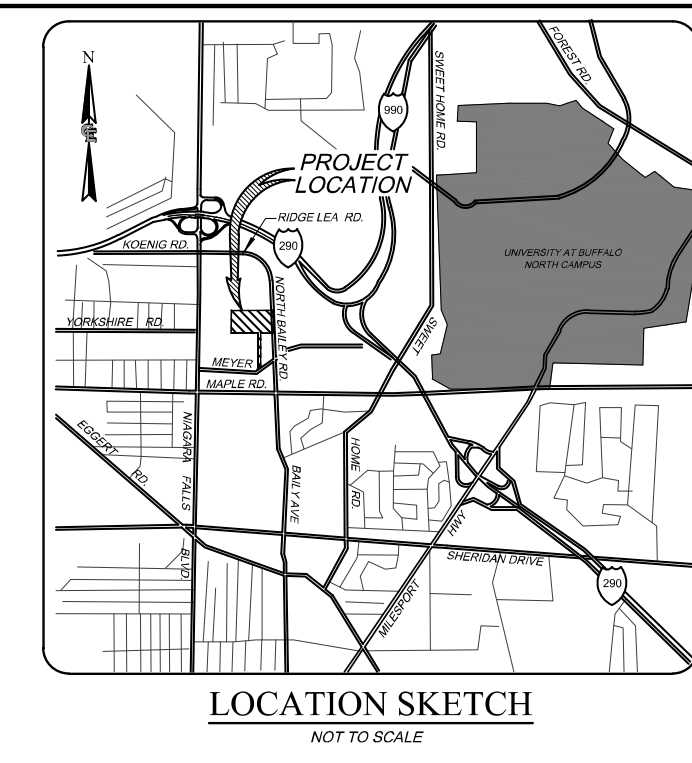 N
FOREST RD
SWEET HOME RD.
990
PROJECT
LOCATION
RIDGE LEA RD.
KOENIG RD.
290
UNIVERSITY AT BUFFALO
NORTH CAMPUS
NORTH BAILEY RD.
YORKSHIRE RD.
SWEET
MEYER
MAPLE RD.
EGGERT
RD.
NIAGARA
FALLS
BLVD
HOME
RD.
BAILY AVE
HWY
SHERIDAN DRIVE
290
MILESPORT
LOCATION SKETCH
NOT TO SCALE